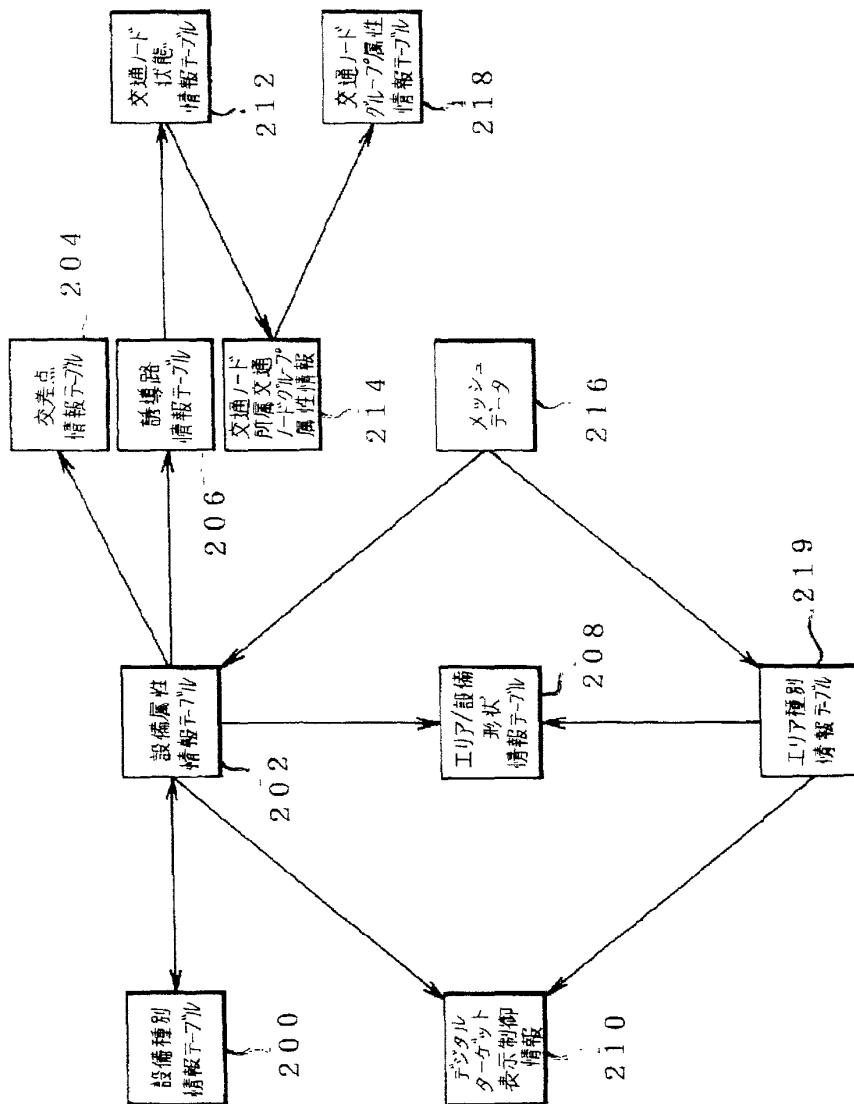 設備種別
情報テーブル
200
設備属性
情報テーブル
202
交差点
情報テーブル
204
誘導路
情報テーブル
206
交通ノード
状態
情報テーブル
212
デジタル
ターゲット
表示制御
情報
210
エリア/設備
形状
情報テーブル
208
交通ノード
所属交通
ノードグループ
属性情報
214
交通ノード
グループ属性
情報テーブル
218
メッシュ
データ
216
エリア種別
情報テーブル
219